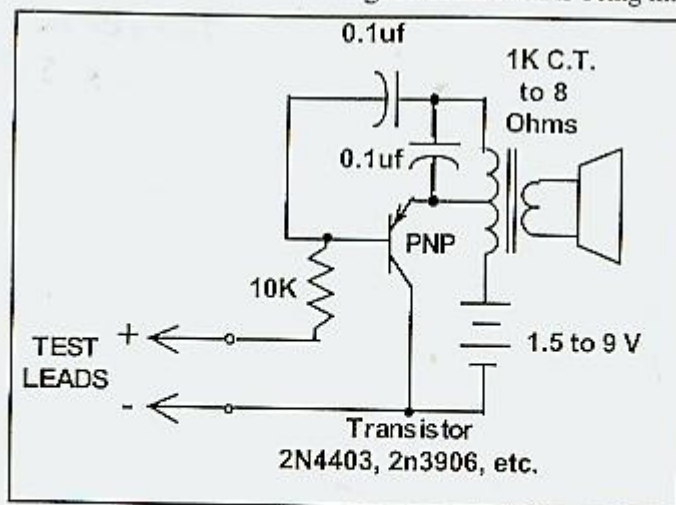 0.1uf
1K C.T.
to 8
Ohms
0.1uf
PNP
10K
TEST
LEADS
+
-
1.5 to 9 V
Transistor
2N4403, 2n3906, etc.